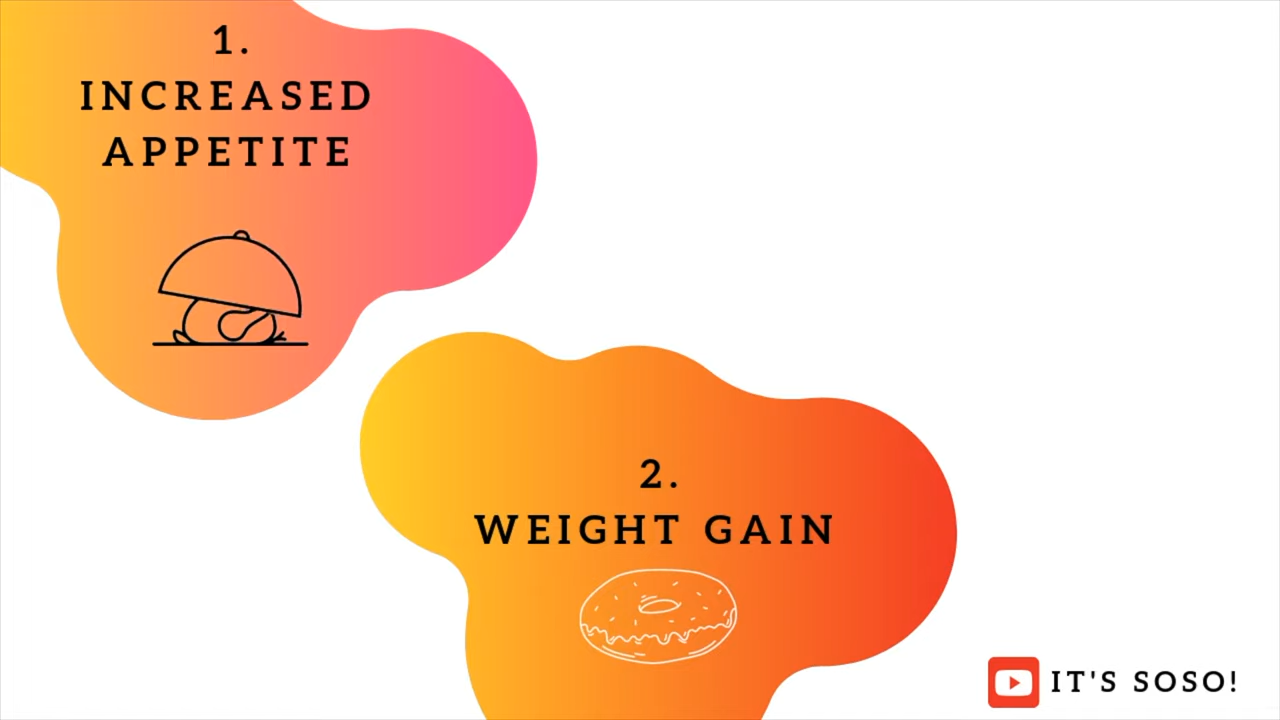 1.
INCREASED
APPETITE
2.
WEIGHT GAIN
IT'S SOSO!